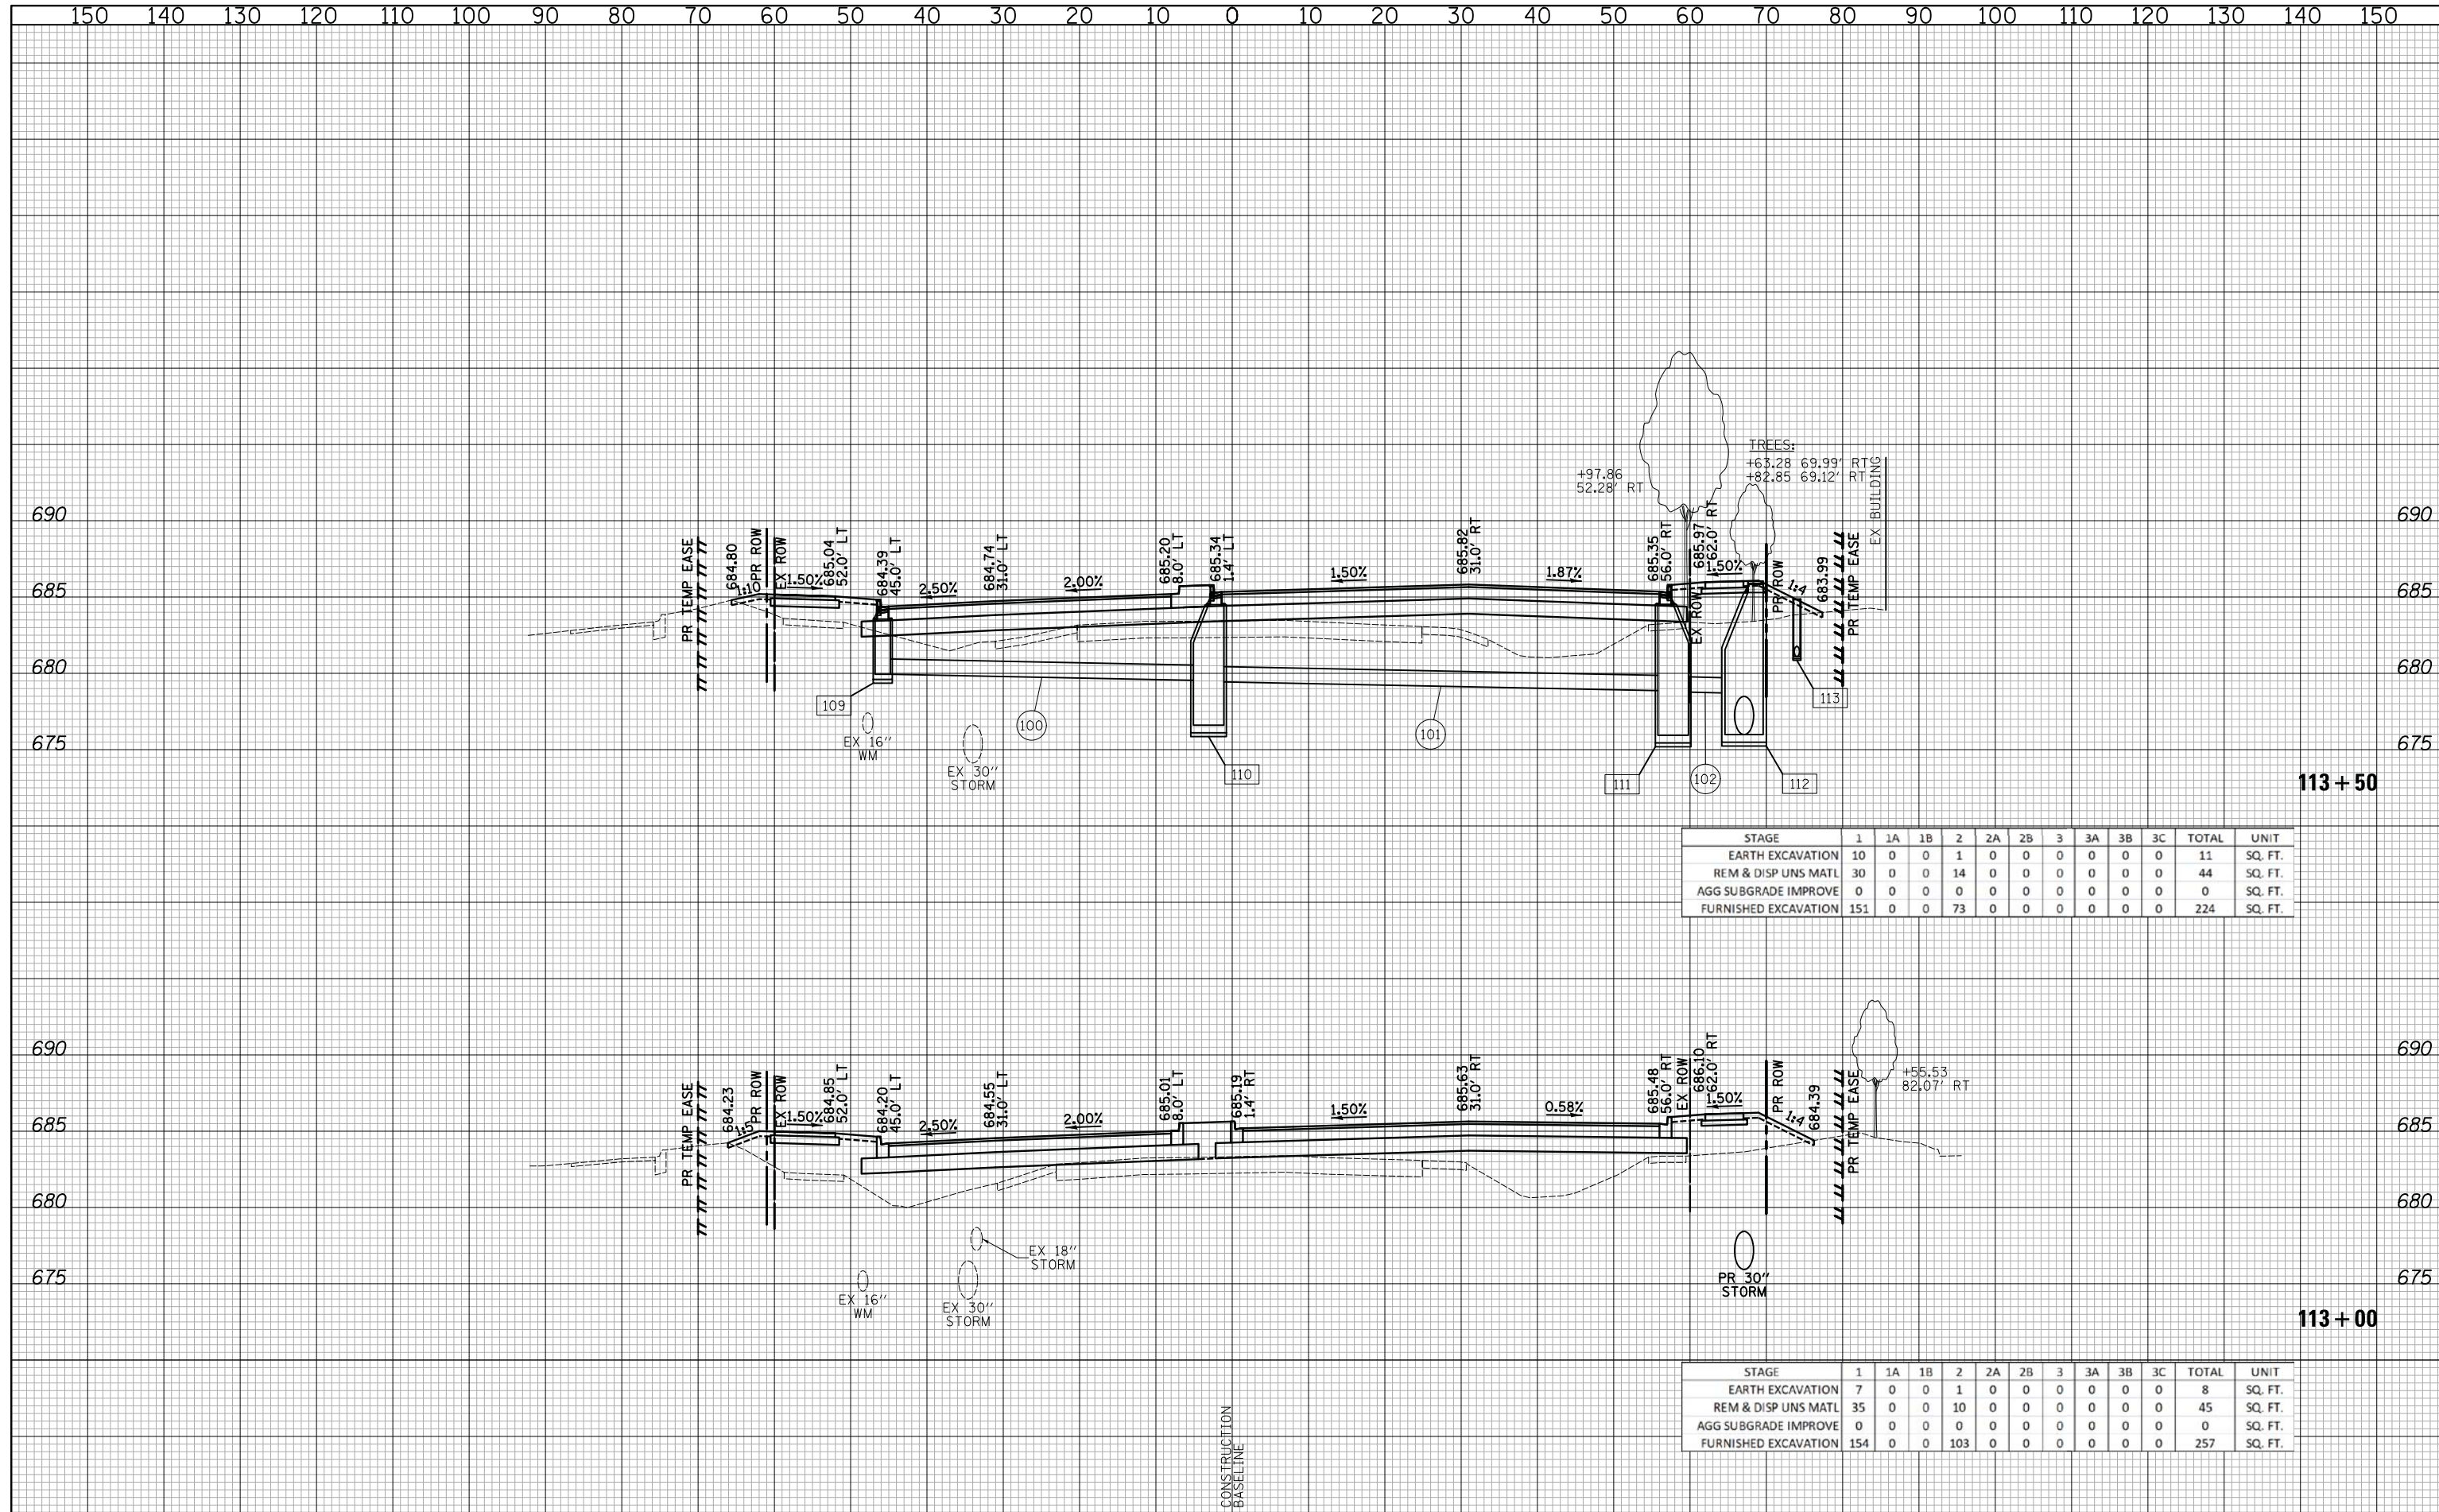 150 140 130 120 110 100 90 80 70 60 50 40 30 20 10 0 10 20 30 40 50 60 70 80 90 100 110 120 130 140 150
TREES:
+63.28 69.99' RT
+82.85 69.12' RT
EX BUILDING
+97.86
52.28' RT
690 690
685 685
680 680
675 675
PR TEMP EASE
684.80
1:10
PR ROW
EX ROW
1.50%
685.04
52.0' LT
684.39
45.0' LT
2.50%
684.74
31.0' LT
2.00%
685.20
8.0' LT
685.34
1.4' LT
1.50%
685.82
31.0' RT
1.87%
685.35
56.0' RT
EX ROW
685.97
62.0' RT
1.50%
PR ROW
1:4
683.99
PR TEMP EASE
109
EX 16''
WM
EX 30''
STORM
100
110
101
111
102
112
113
113+50
STAGE 1 1A 1B 2 2A 2B 3 3A 3B 3C TOTAL UNIT
EARTH EXCAVATION 10 0 0 1 0 0 0 0 0 0 11 SQ. FT.
REM & DISP UNS MATL 30 0 0 14 0 0 0 0 0 0 44 SQ. FT.
AGG SUBGRADE IMPROVE 0 0 0 0 0 0 0 0 0 0 0 SQ. FT.
FURNISHED EXCAVATION 151 0 0 73 0 0 0 0 0 0 224 SQ. FT.
690 690
685 685
680 680
675 675
PR TEMP EASE
684.23
1:5
PR ROW
EX ROW
1.50%
684.85
52.0' LT
684.20
45.0' LT
2.50%
684.55
31.0' LT
2.00%
685.01
8.0' LT
685.19
1.4' RT
1.50%
685.63
31.0' RT
0.58%
685.48
56.0' RT
EX ROW
686.10
62.0' RT
1.50%
PR ROW
1:4
684.39
PR TEMP EASE
+55.53
82.07' RT
EX 18''
STORM
EX 16''
WM
EX 30''
STORM
PR 30''
STORM
113+00
STAGE 1 1A 1B 2 2A 2B 3 3A 3B 3C TOTAL UNIT
EARTH EXCAVATION 7 0 0 1 0 0 0 0 0 0 8 SQ. FT.
REM & DISP UNS MATL 35 0 0 10 0 0 0 0 0 0 45 SQ. FT.
AGG SUBGRADE IMPROVE 0 0 0 0 0 0 0 0 0 0 0 SQ. FT.
FURNISHED EXCAVATION 154 0 0 103 0 0 0 0 0 0 257 SQ. FT.
CONSTRUCTION
BASELINE